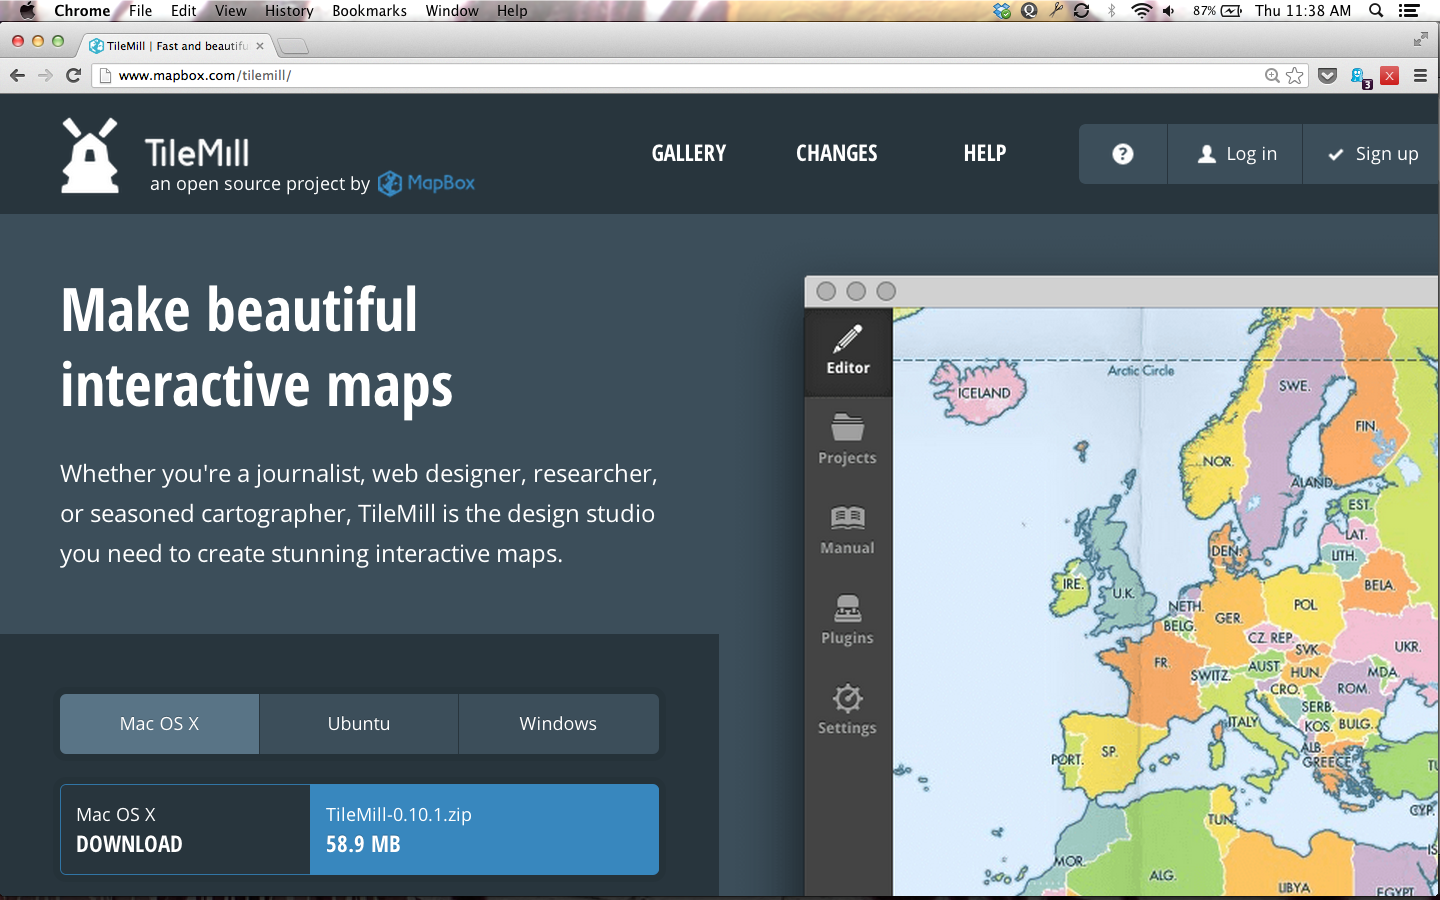 Chrome File Edit View History Bookmarks Window Help 87% Thu 11:38 AM
TileMill | Fast and beautifu
www.mapbox.com/tilemill/
3
TileMill
an open source project by MapBox
GALLERY CHANGES HELP
? Log in Sign up
Make beautiful
interactive maps
Whether you're a journalist, web designer, researcher,
or seasoned cartographer, TileMill is the design studio
you need to create stunning interactive maps.
Mac OS X Ubuntu Windows
Mac OS X
DOWNLOAD
TileMill-0.10.1.zip
58.9 MB
Editor
Projects
Manual
Plugins
Settings
Arctic Circle
ICELAND
SWE.
FIN.
NOR.
ALAND
EST.
LAT.
LITH.
DEN.
BELA.
IRE.
U.K.
NETH.
GER.
POL
BELG.
CZ. REP.
SVK.
UKR.
FR.
SWITZ.
AUST.
HUN.
MDA.
CRO.
ROM.
SERB.
ITALY
KOS.
BULG.
ALB.
GREECE
PORT.
SP.
TU
CYP.
TUN.
MOR.
ALG.
LIBYA
EGYPT
IS